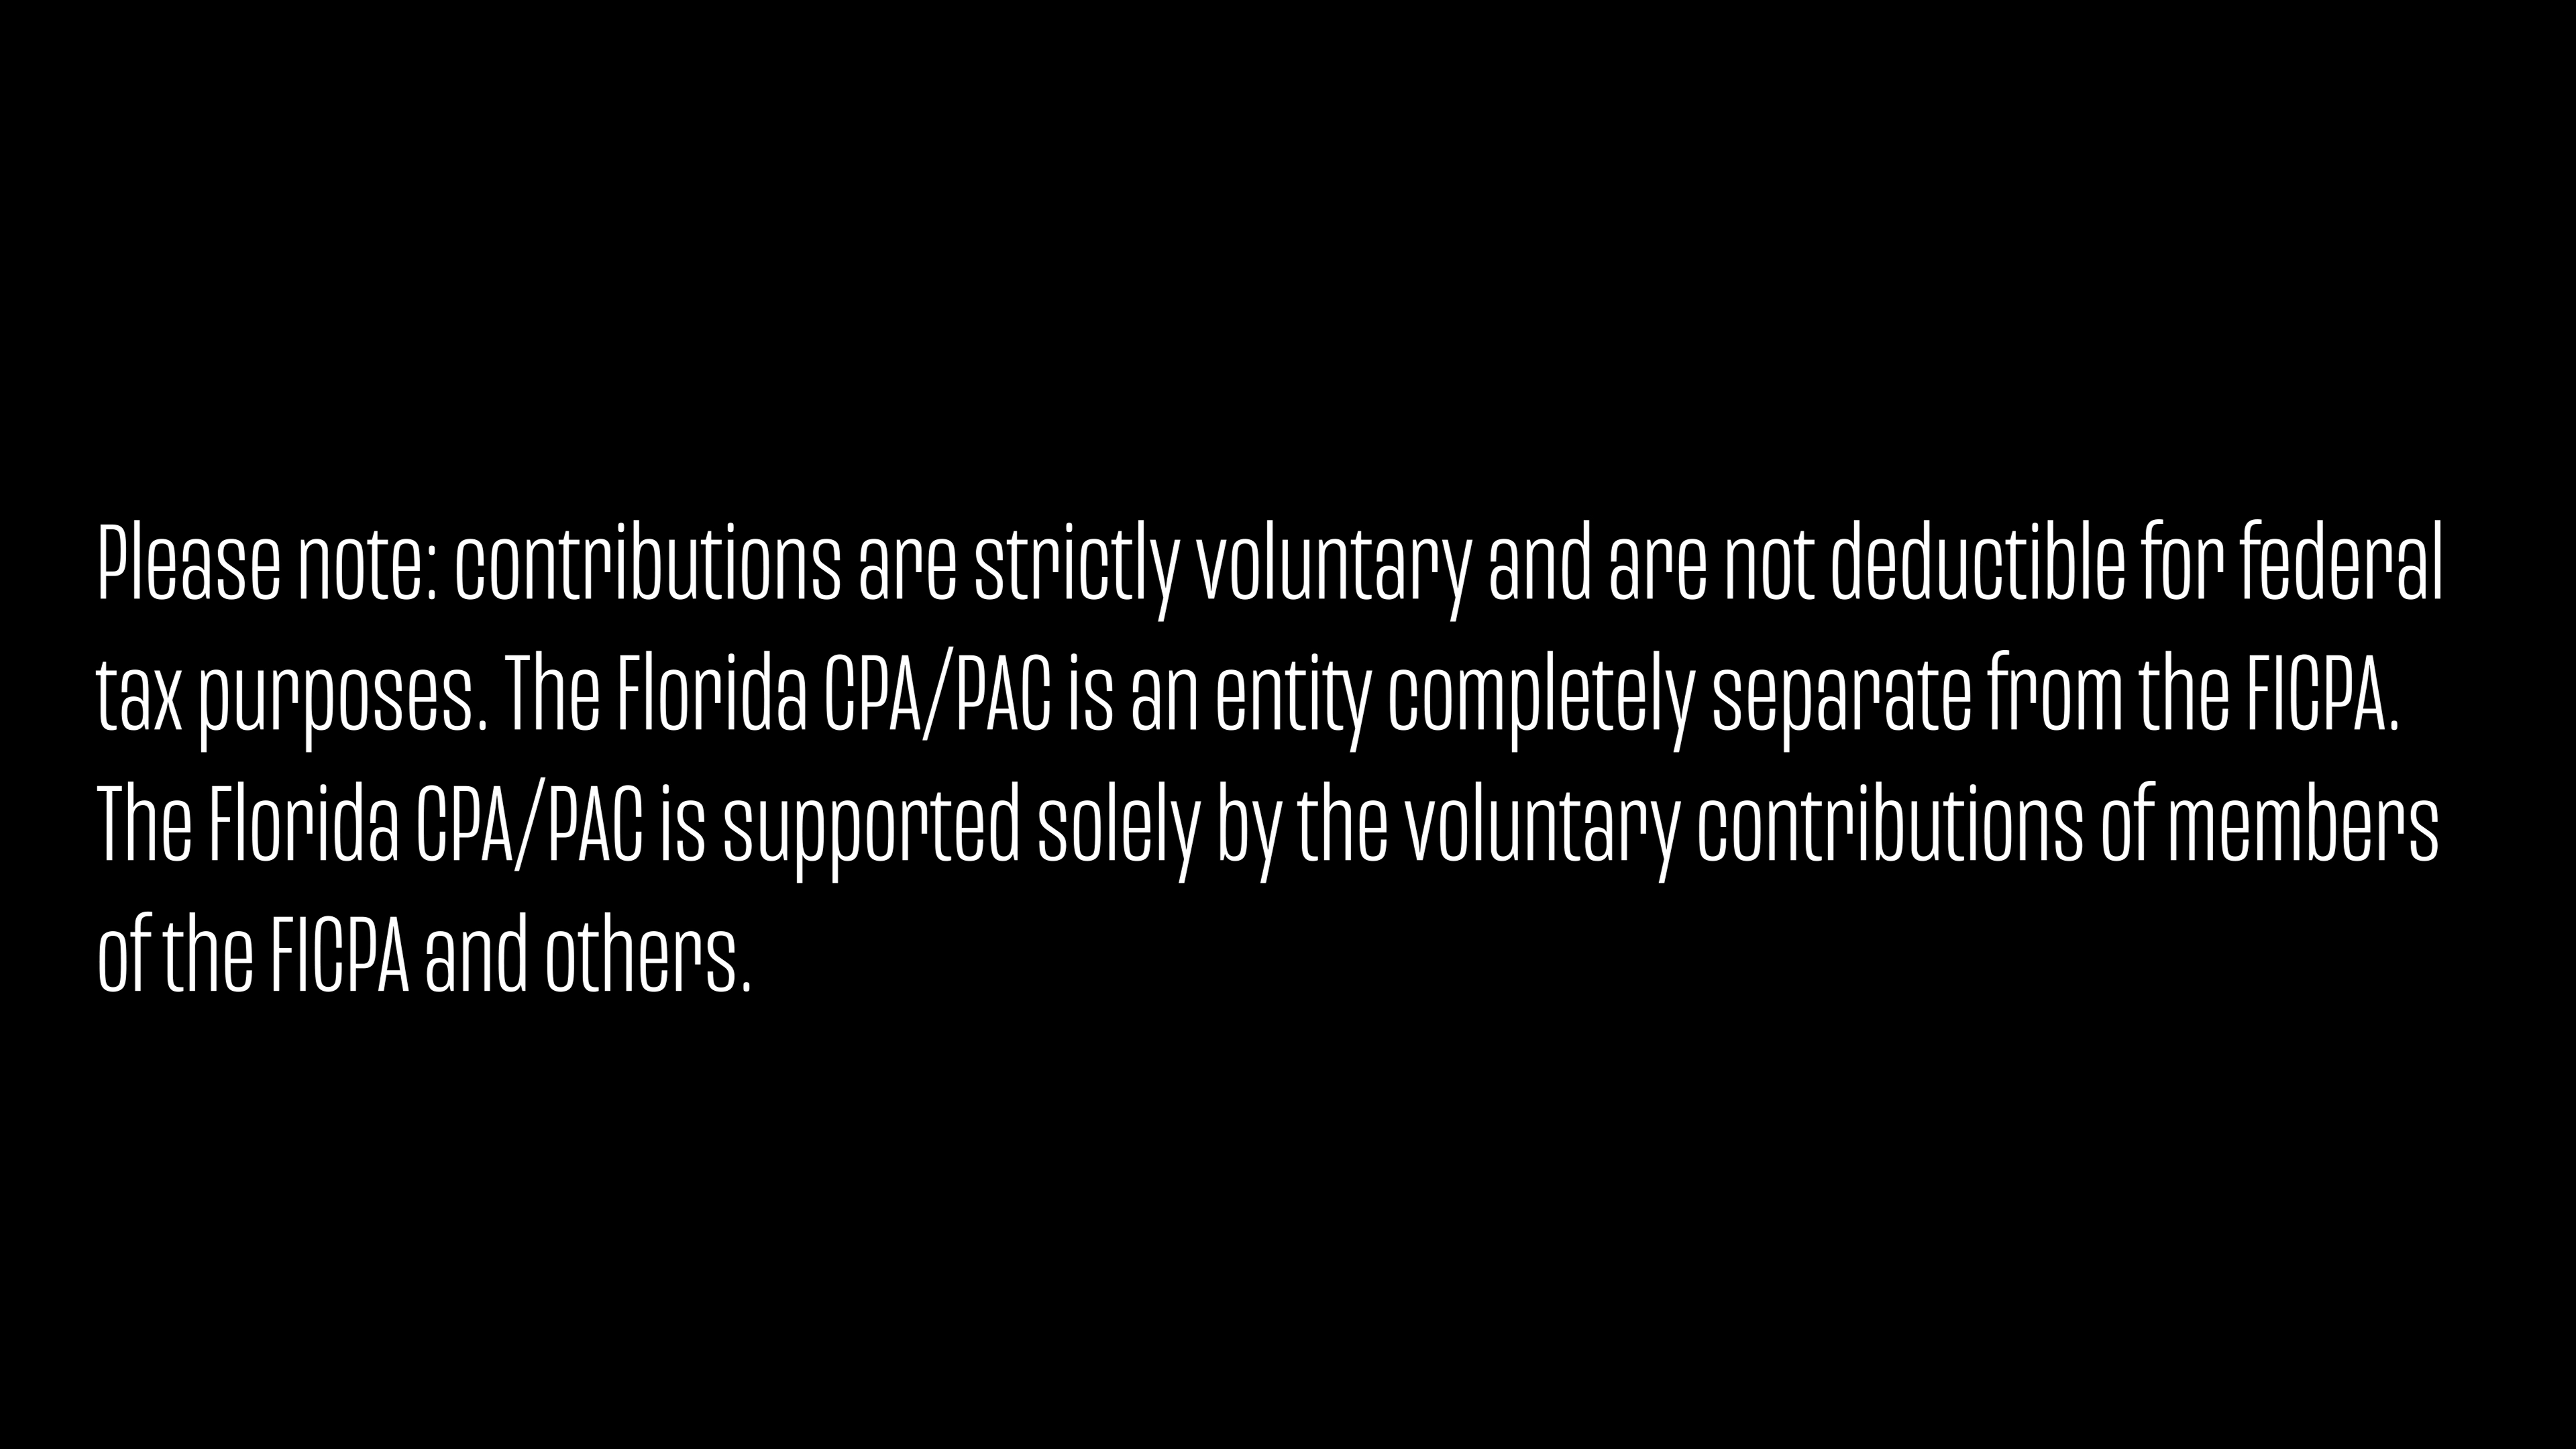 Please note: contributions are strictly voluntary and are not deductible for federal
tax purposes. The Florida CPA/PAC is an entity completely separate from the FICPA.
The Florida CPA/PAC is supported solely by the voluntary contributions of members
of the FICPA and others.